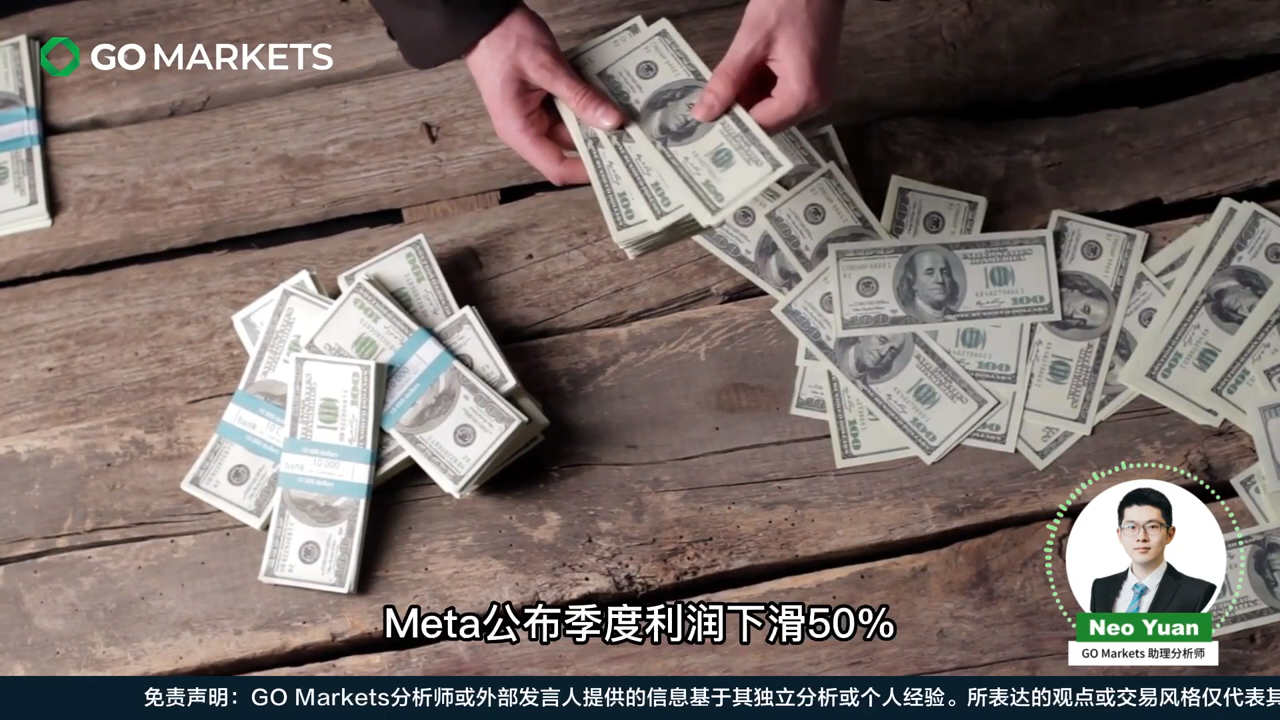 GO MARKETS
Meta公布季度利润下滑50%
Neo Yuan
GO Markets 助理分析师
免责声明：GO Markets分析师或外部发言人提供的信息基于其独立分析或个人经验。所表达的观点或交易风格仅代表其